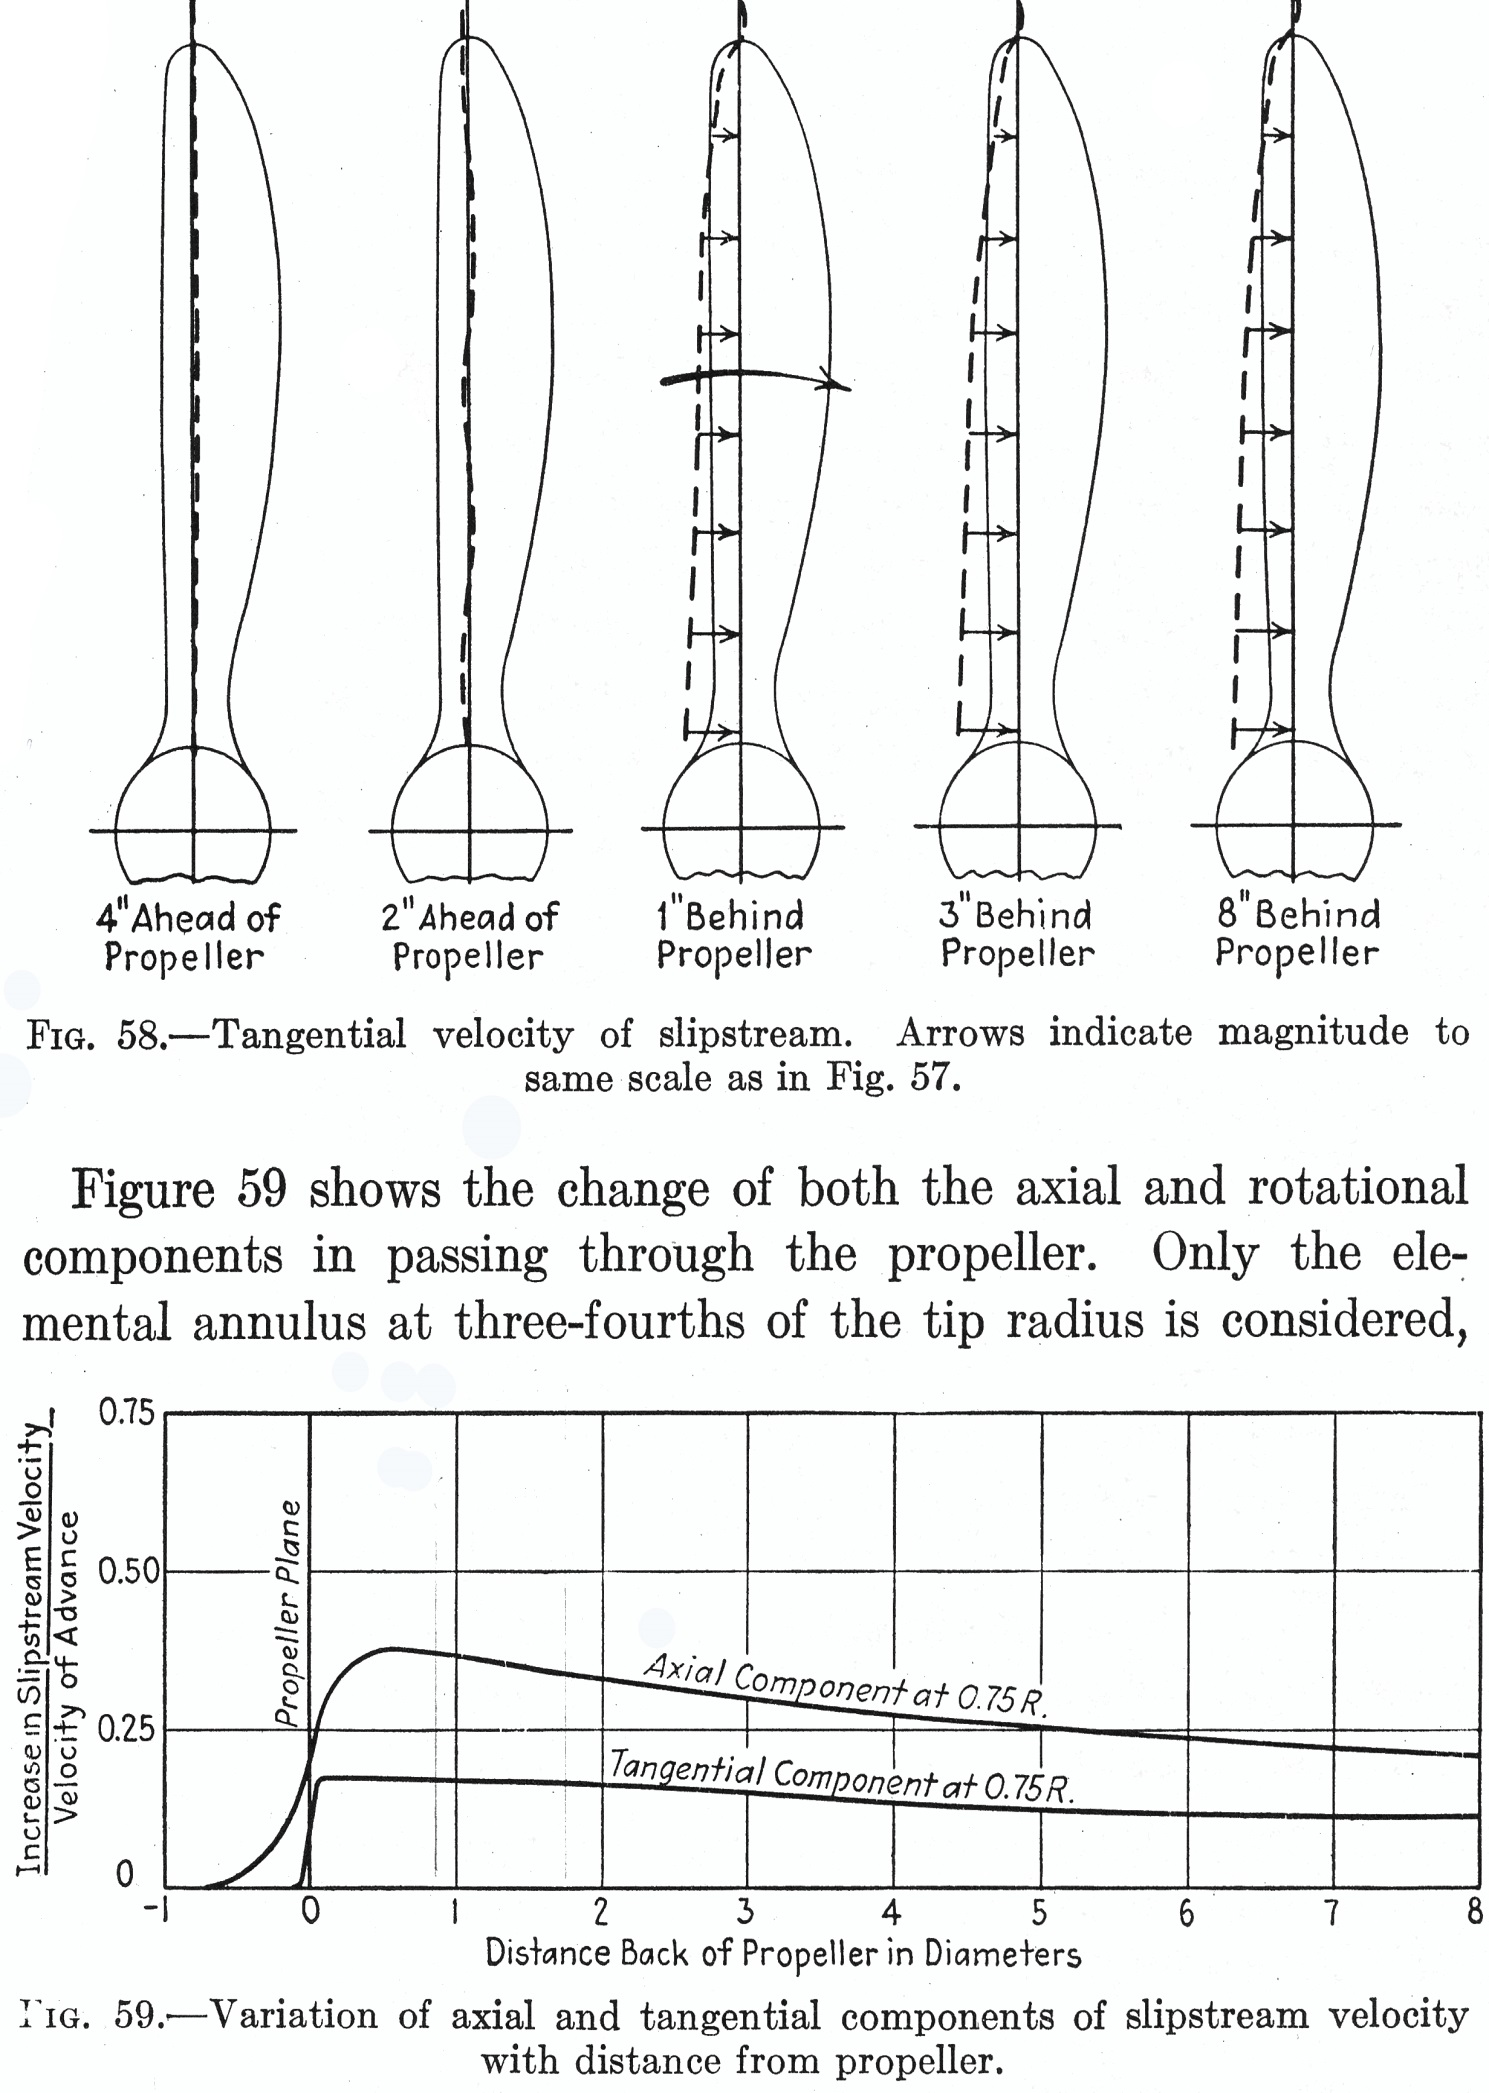 4" Ahead of
Propeller
2" Ahead of
Propeller
1" Behind
Propeller
3" Behind
Propeller
8" Behind
Propeller
FIG. 58.—Tangential velocity of slipstream. Arrows indicate magnitude to
same scale as in Fig. 57.
Figure 59 shows the change of both the axial and rotational
components in passing through the propeller. Only the ele-
mental annulus at three-fourths of the tip radius is considered,
Increase in Slipstream Velocity
Velocity of Advance
0.75
0.50
0.25
0
Propeller Plane
Axial Component at 0.75 R.
Tangential Component at 0.75 R.
-1 0 1 2 3 4 5 6 7 8
Distance Back of Propeller in Diameters
FIG. 59.—Variation of axial and tangential components of slipstream velocity
with distance from propeller.